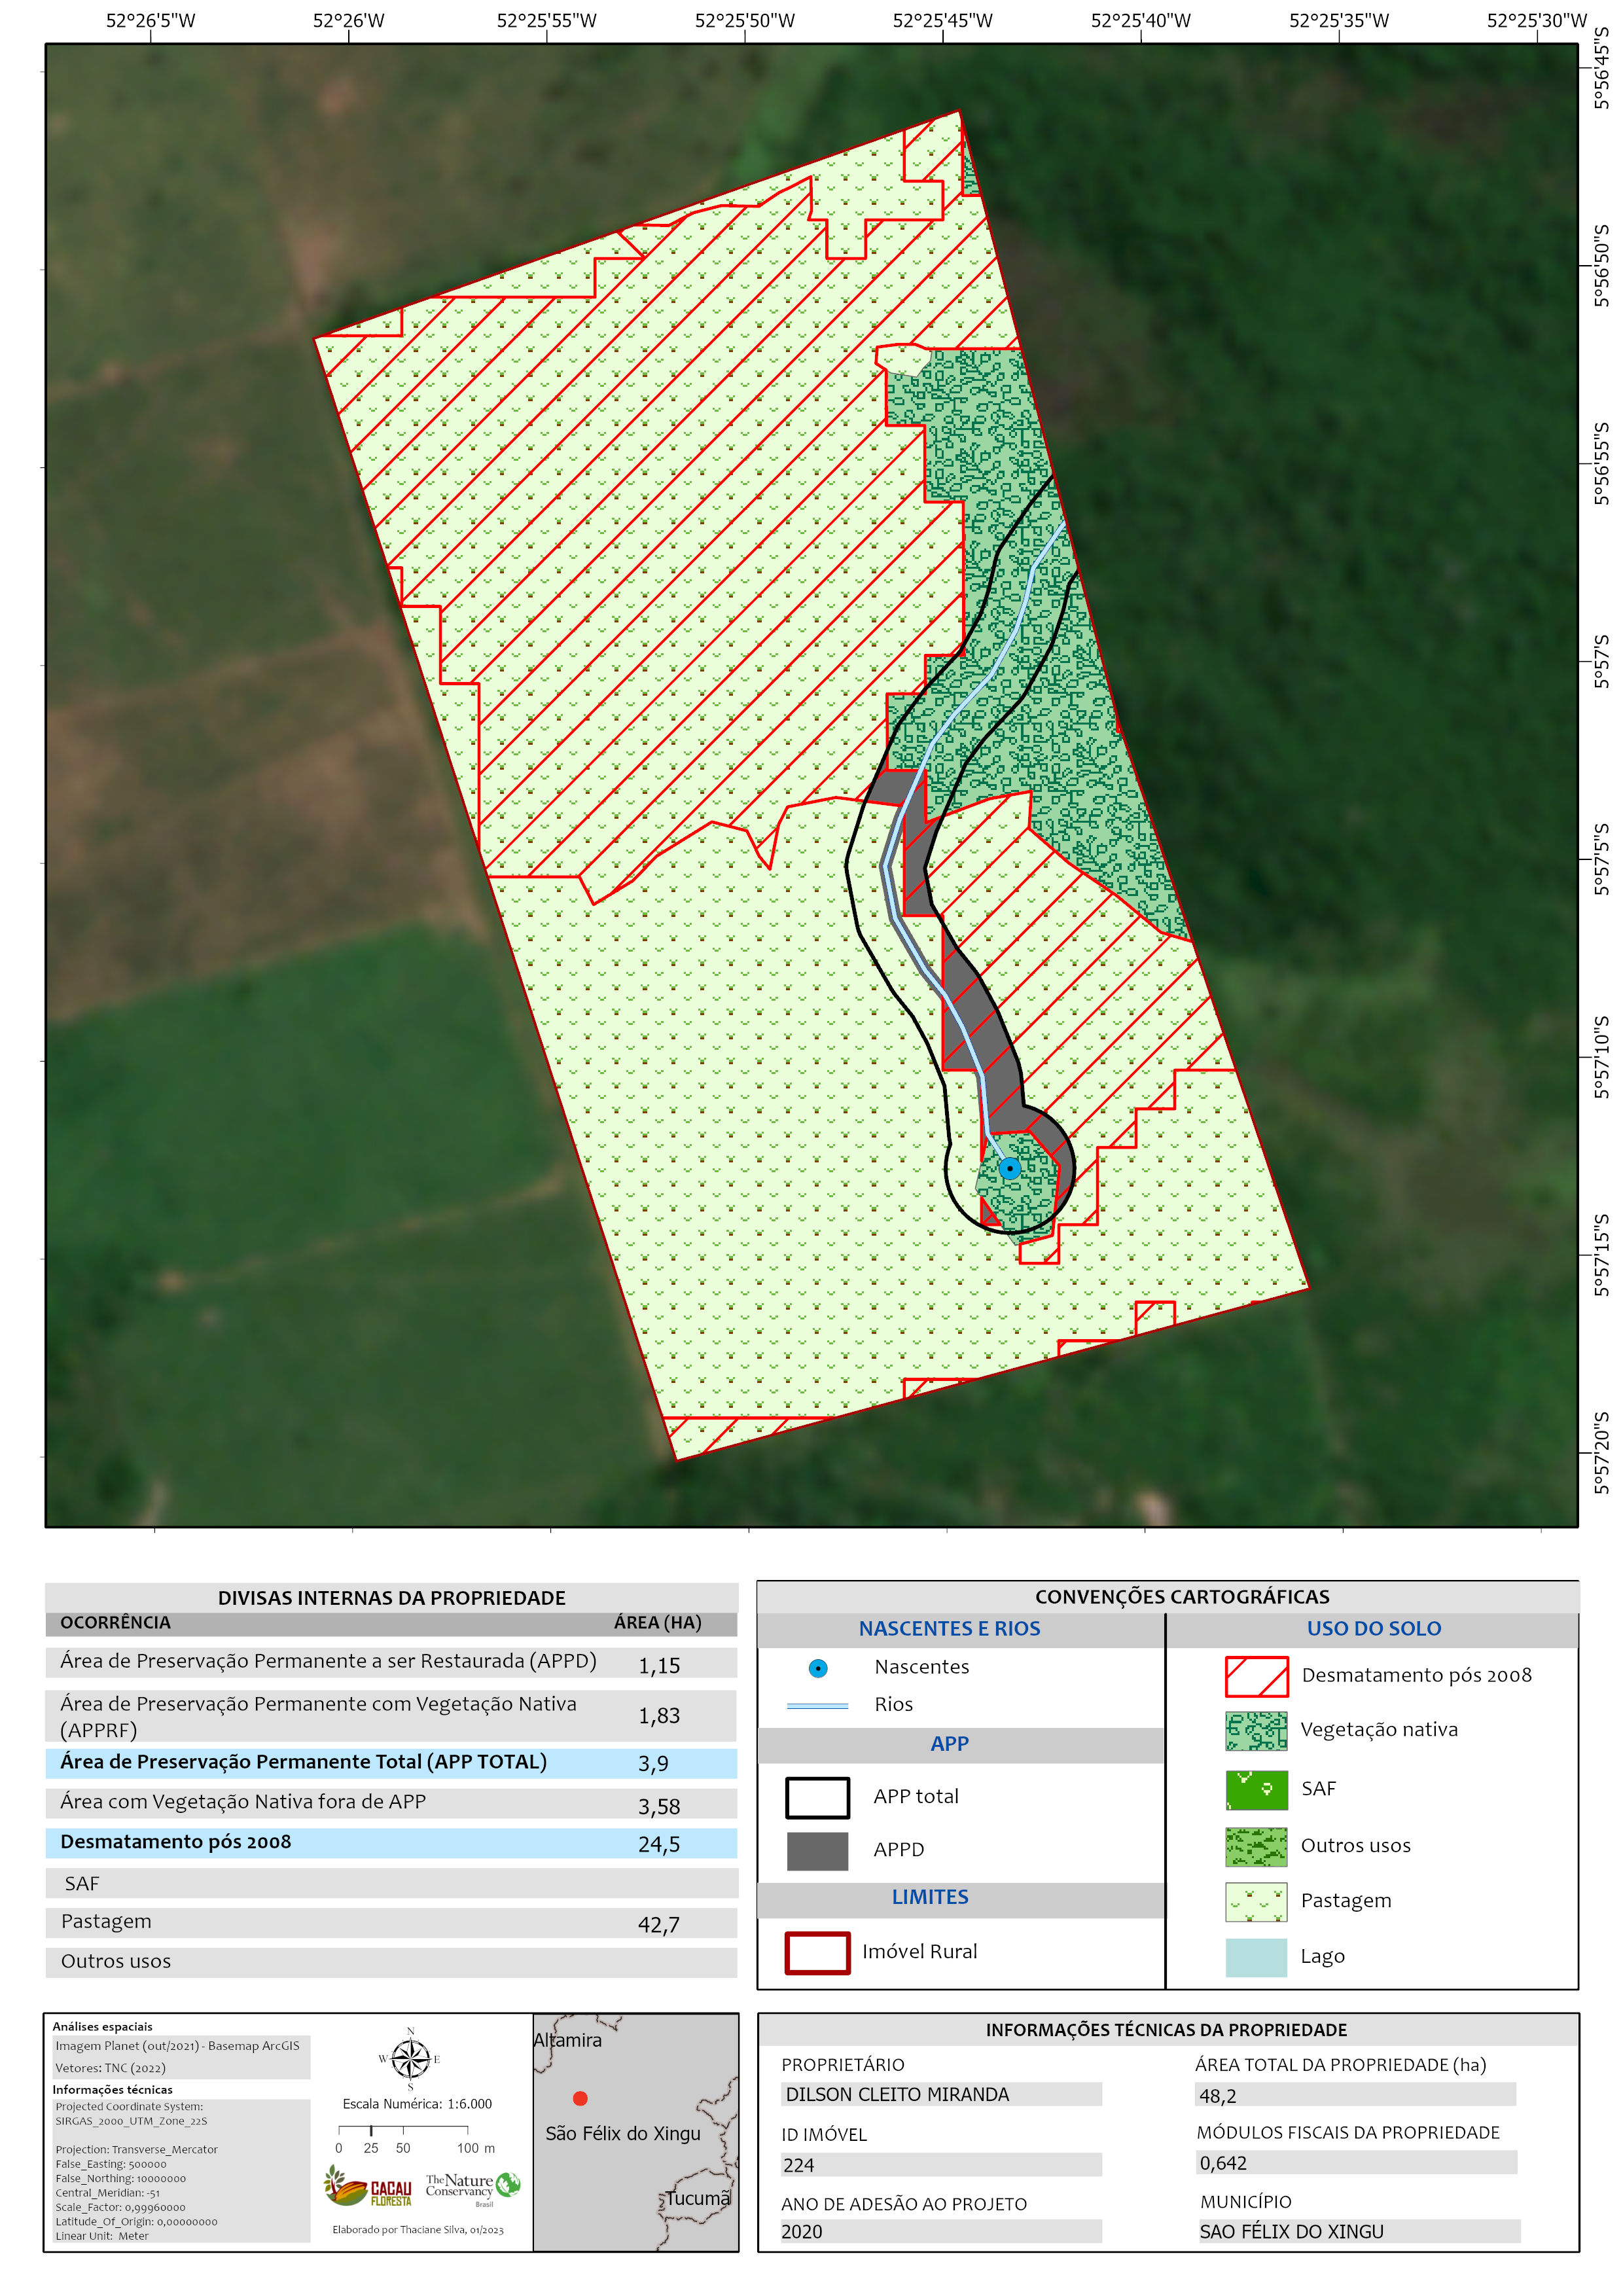 52°26'5"W 52°26'W 52°25'55"W 52°25'50"W 52°25'45"W 52°25'40"W 52°25'35"W 52°25'30"W
5°56'45"S
5°56'50"S
5°56'55"S
5°57'S
5°57'5"S
5°57'10"S
5°57'15"S
5°57'20"S
DIVISAS INTERNAS DA PROPRIEDADE
OCORRÊNCIA ÁREA (HA)
Área de Preservação Permanente a ser Restaurada (APPD) 1,15
Área de Preservação Permanente com Vegetação Nativa
(APPRF) 1,83
Área de Preservação Permanente Total (APP TOTAL) 3,9
Área com Vegetação Nativa fora de APP 3,58
Desmatamento pós 2008 24,5
SAF
Pastagem 42,7
Outros usos
CONVENÇÕES CARTOGRÁFICAS
NASCENTES E RIOS
Nascentes
Rios
APP
APP total
APPD
LIMITES
Imóvel Rural
USO DO SOLO
Desmatamento pós 2008
Vegetação nativa
SAF
Outros usos
Pastagem
Lago
Análises espaciais
Imagem Planet (out/2021) - Basemap ArcGIS
Vetores: TNC (2022)
Informações técnicas
Projected Coordinate System:
SIRGAS_2000_UTM_Zone_22S
Projection: Transverse_Mercator
False_Easting: 500000
False_Northing: 10000000
Central_Meridian: -51
Scale_Factor: 0,99960000
Latitude_Of_Origin: 0,00000000
Linear Unit: Meter
N
W E
S
Escala Numérica: 1:6.000
0 25 50 100 m
CACAU
FLORESTA
The Nature
Conservancy
Brasil
Elaborado por Thaciane Silva, 01/2023
Altamira
São Félix do Xingu
Tucumã
INFORMAÇÕES TÉCNICAS DA PROPRIEDADE
PROPRIETÁRIO
DILSON CLEITO MIRANDA
ID IMÓVEL
224
ANO DE ADESÃO AO PROJETO
2020
ÁREA TOTAL DA PROPRIEDADE (ha)
48,2
MÓDULOS FISCAIS DA PROPRIEDADE
0,642
MUNICÍPIO
SAO FÉLIX DO XINGU